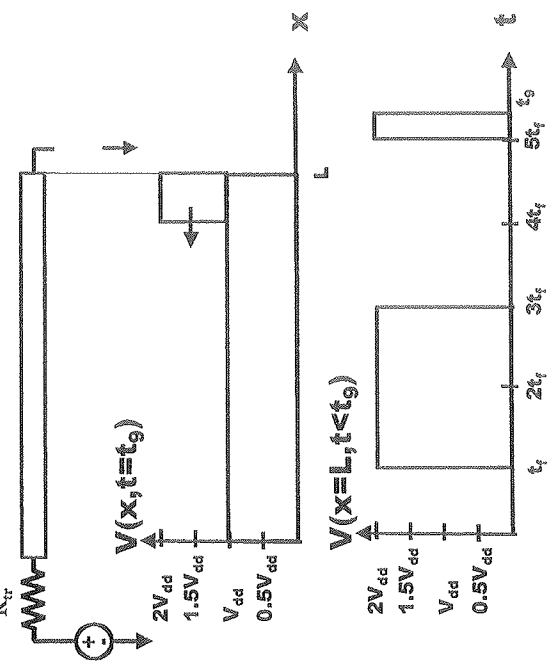 R_tr
+ -
V(x,t=t_9)
2V_dd
1.5V_dd
V_dd
0.5V_dd
L
x
V(x=L,t<t_9)
2V_dd
1.5V_dd
V_dd
0.5V_dd
t_f 2t_f 3t_f 4t_f 5t_f t_9
t